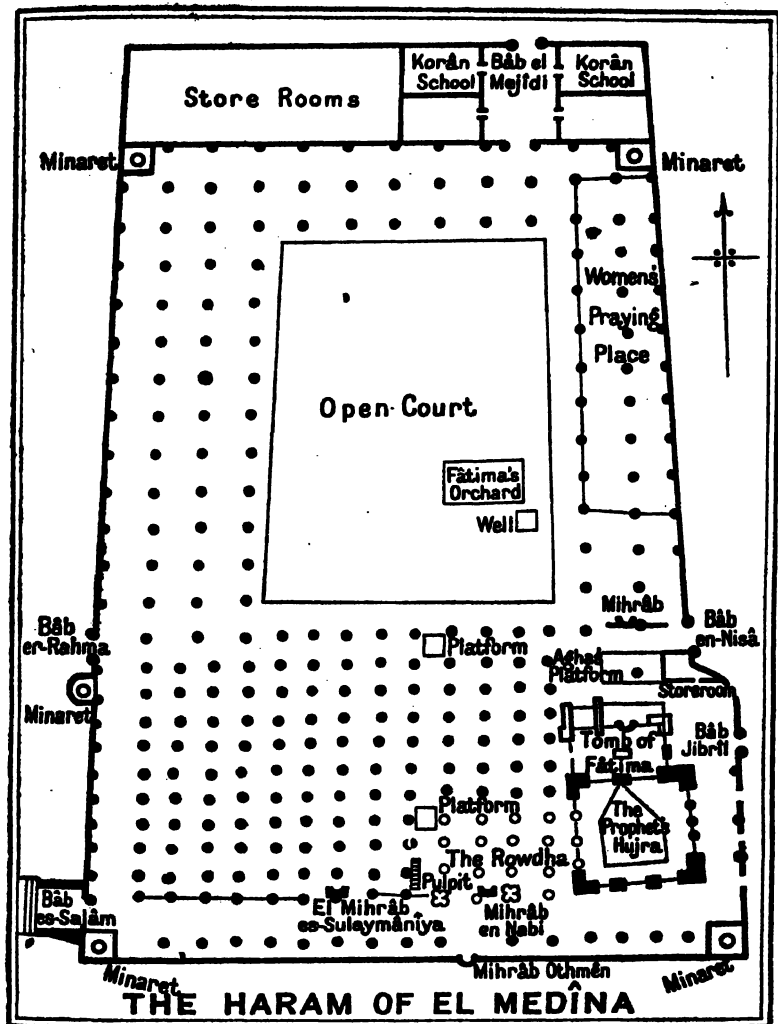 Store Rooms
Korân
School
Bâb el
Mejîdi
Korân
School
Minaret
Minaret
Womens'
Praying
Place
Open Court
Fâtima's
Orchard
Well
Mihrâb
Bâb
en-Nisâ
Bâb
er-Rahma
Platform
Aghas
Platform
Storeroom
Minaret
Bâb
Jibrîl
Tomb of
Fâtima
Platform
The
Prophet's
Hujra
The Rowdha
Pulpit
Bâb
es-Salâm
El Mihrâb
es-Sulaymânîya
Mihrâb
en Nabi
Minaret
Mihrâb Othmên
Minaret
THE HARAM OF EL MEDÎNA